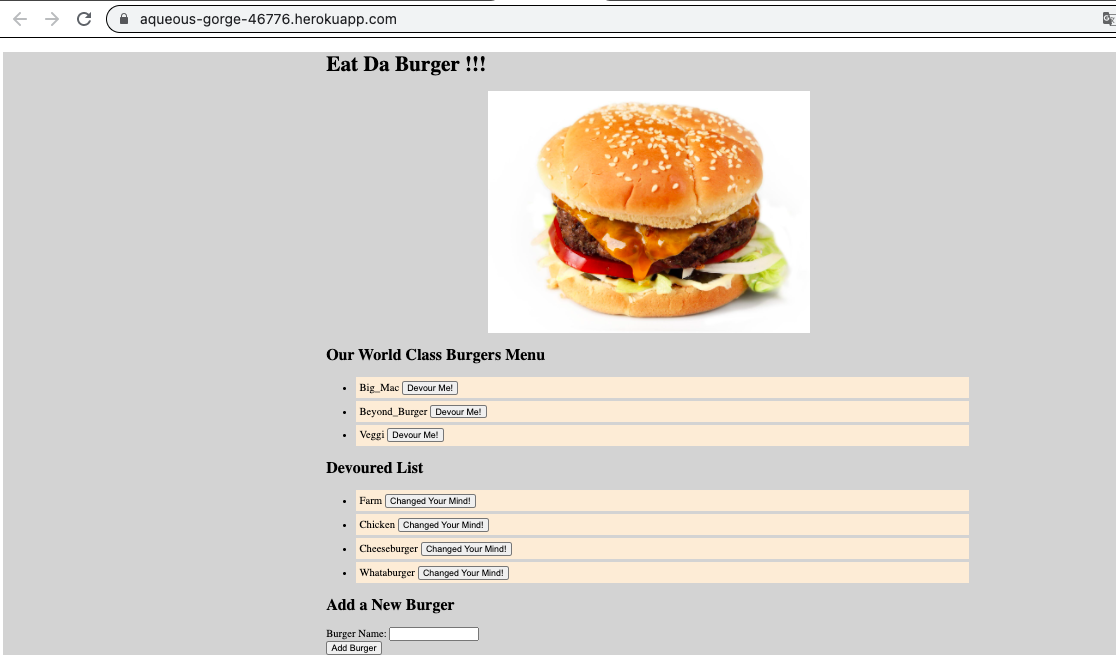 aqueous-gorge-46776.herokuapp.com
Eat Da Burger !!!
Our World Class Burgers Menu
Big_Mac Devour Me!
Beyond_Burger Devour Me!
Veggi Devour Me!
Devoured List
Farm Changed Your Mind!
Chicken Changed Your Mind!
Cheeseburger Changed Your Mind!
Whataburger Changed Your Mind!
Add a New Burger
Burger Name:
Add Burger